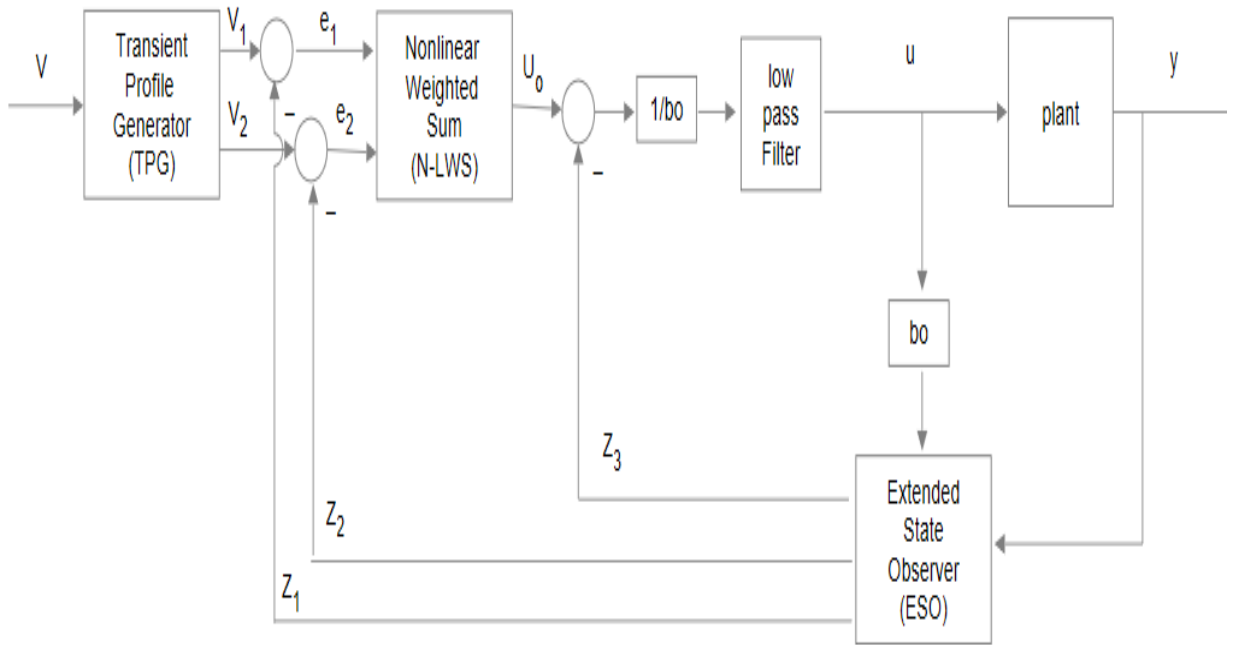 V
Transient
Profile
Generator
(TPG)
V1
V2
e1
–
e2
–
Nonlinear
Weighted
Sum
(N-LWS)
Uo
–
1/bo
low
pass
Filter
u
plant
y
bo
Z3
Z2
Z1
Extended
State
Observer
(ESO)